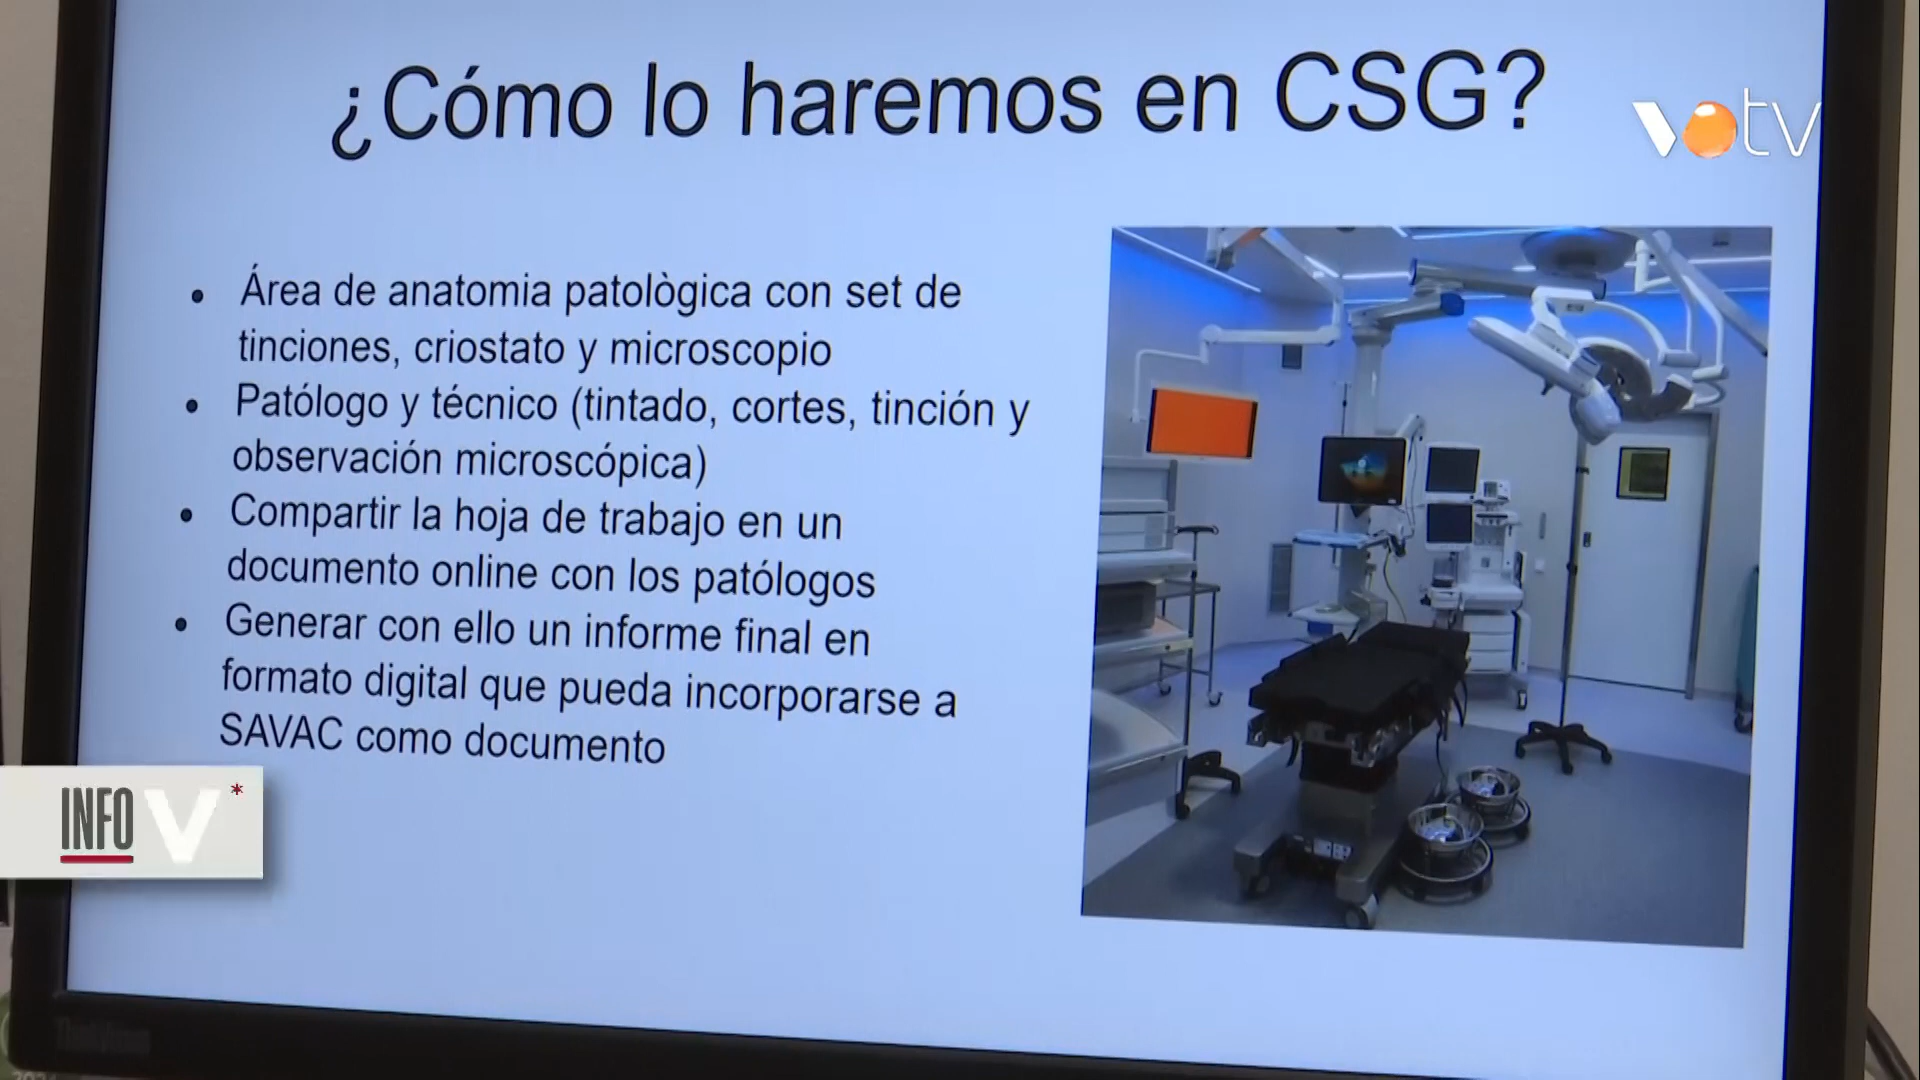 ¿Cómo lo haremos en CSG?
votv
Área de anatomia patològica con set de
tinciones, criostato y microscopio
Patólogo y técnico (tintado, cortes, tinción y
observación microscópica)
Compartir la hoja de trabajo en un
documento online con los patólogos
Generar con ello un informe final en
formato digital que pueda incorporarse a
SAVAC como documento
INFO V*